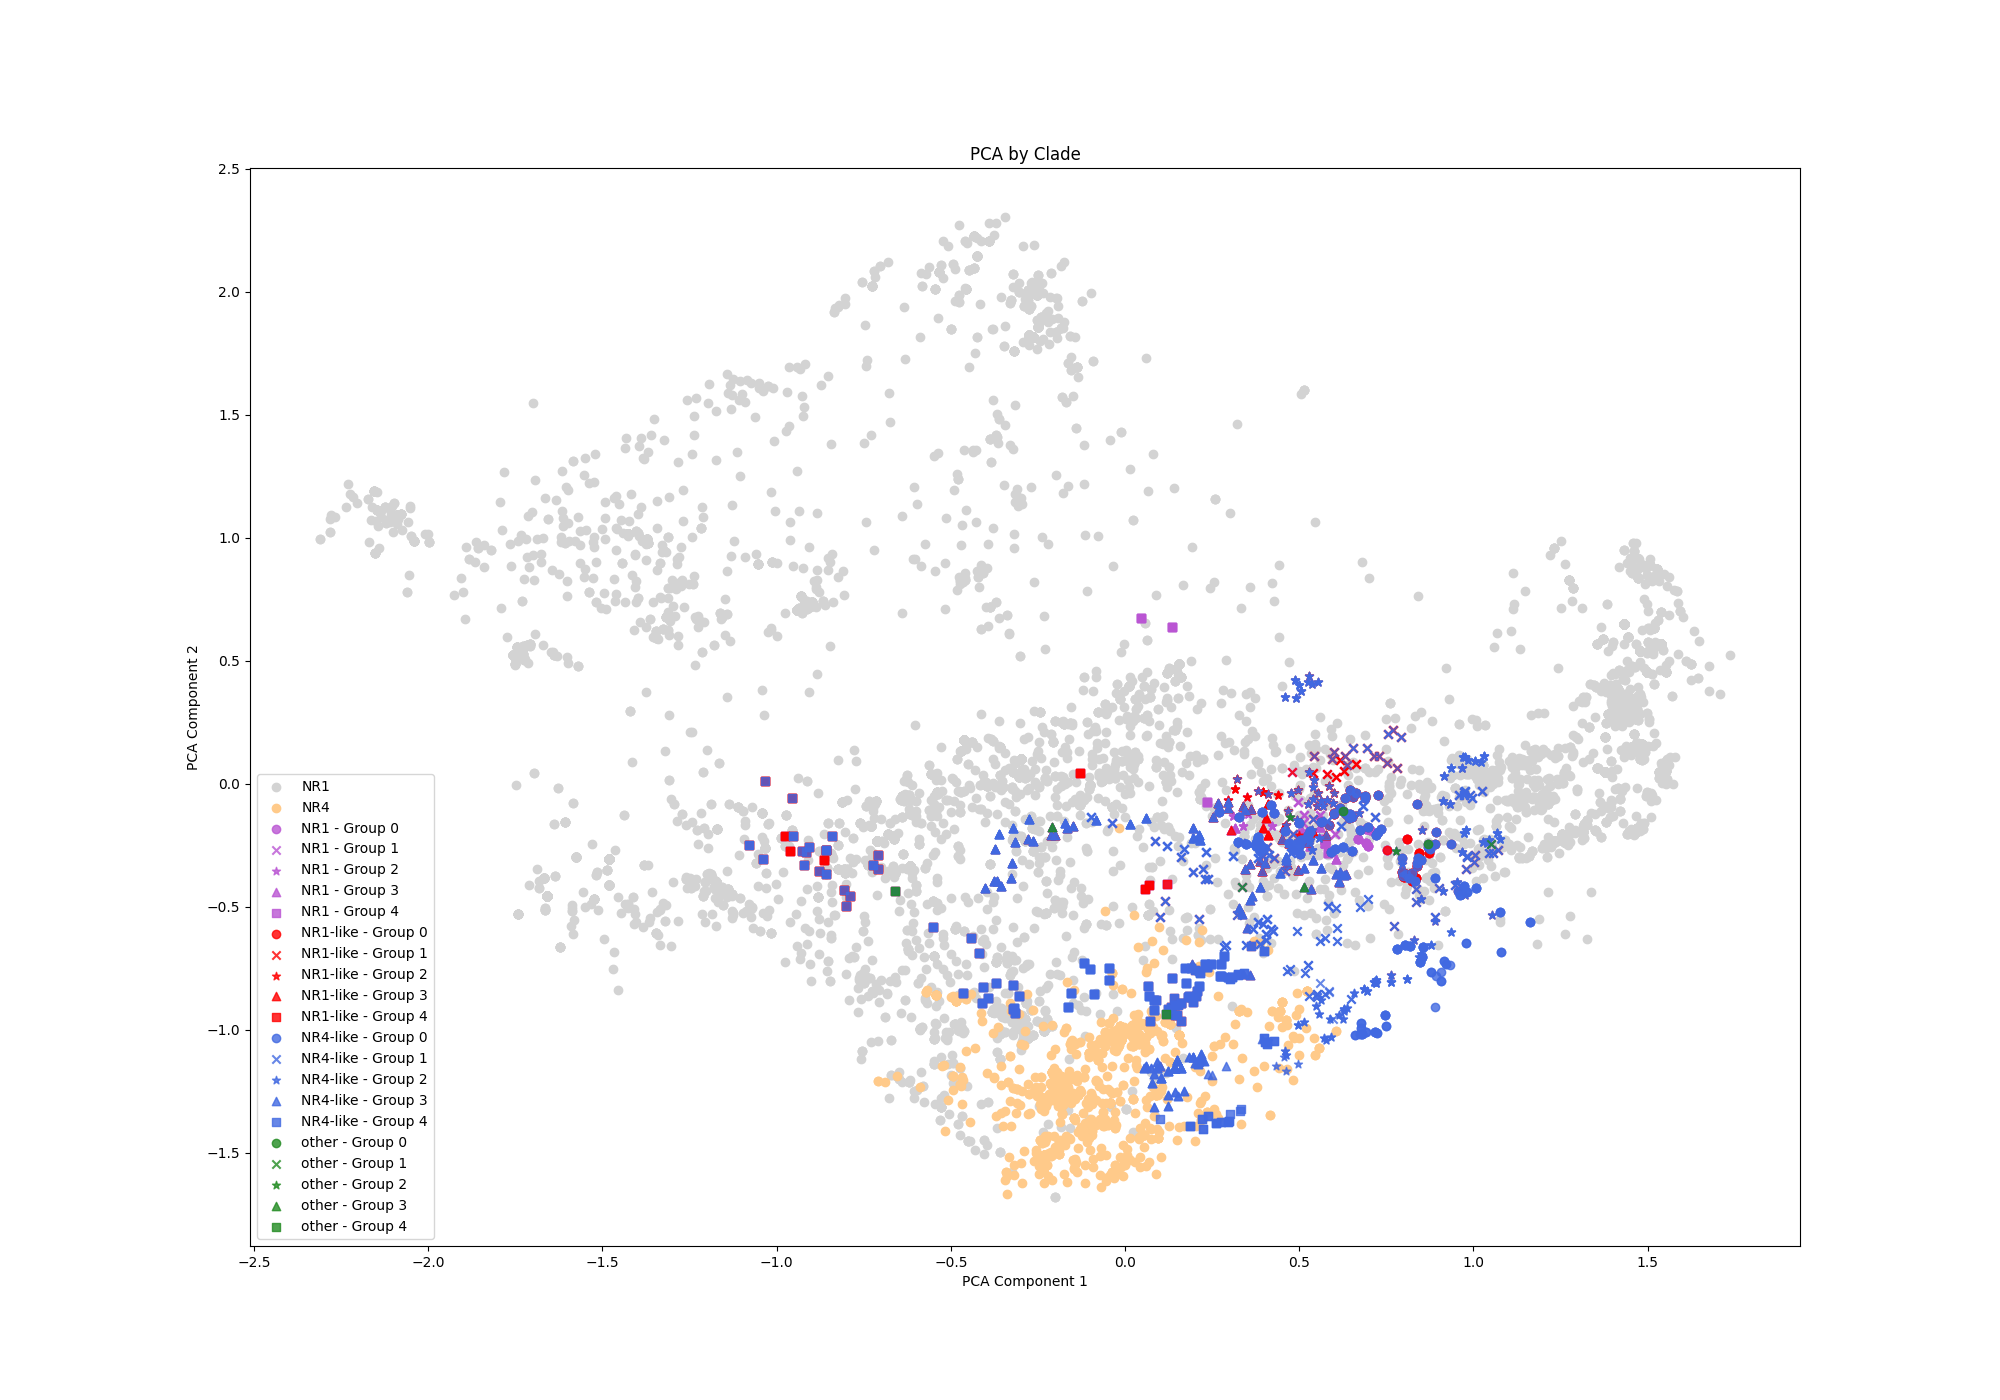 PCA by Clade
PCA Component 2
2.5
2.0
1.5
1.0
0.5
0.0
−0.5
−1.0
−1.5
NR1
NR4
NR1 - Group 0
NR1 - Group 1
NR1 - Group 2
NR1 - Group 3
NR1 - Group 4
NR1-like - Group 0
NR1-like - Group 1
NR1-like - Group 2
NR1-like - Group 3
NR1-like - Group 4
NR4-like - Group 0
NR4-like - Group 1
NR4-like - Group 2
NR4-like - Group 3
NR4-like - Group 4
other - Group 0
other - Group 1
other - Group 2
other - Group 3
other - Group 4
−2.5 −2.0 −1.5 −1.0 −0.5 0.0 0.5 1.0 1.5
PCA Component 1